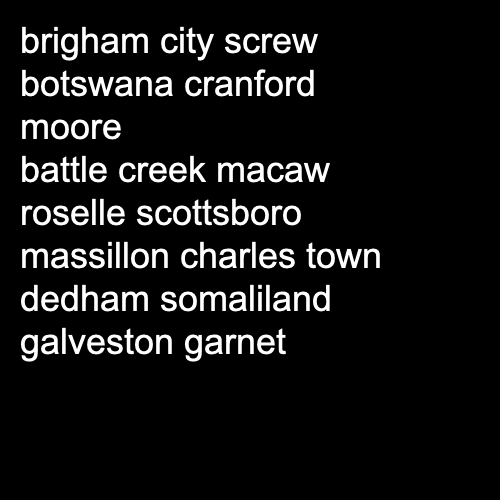 brigham city screw
botswana cranford
moore
battle creek macaw
roselle scottsboro
massillon charles town
dedham somaliland
galveston garnet